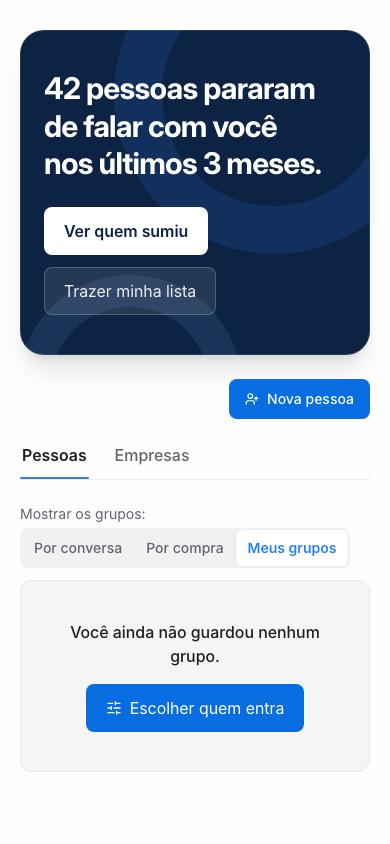 42 pessoas pararam
de falar com você
nos últimos 3 meses.
Ver quem sumiu
Trazer minha lista
Nova pessoa
Pessoas Empresas
Mostrar os grupos:
Por conversa Por compra Meus grupos
Você ainda não guardou nenhum
grupo.
Escolher quem entra